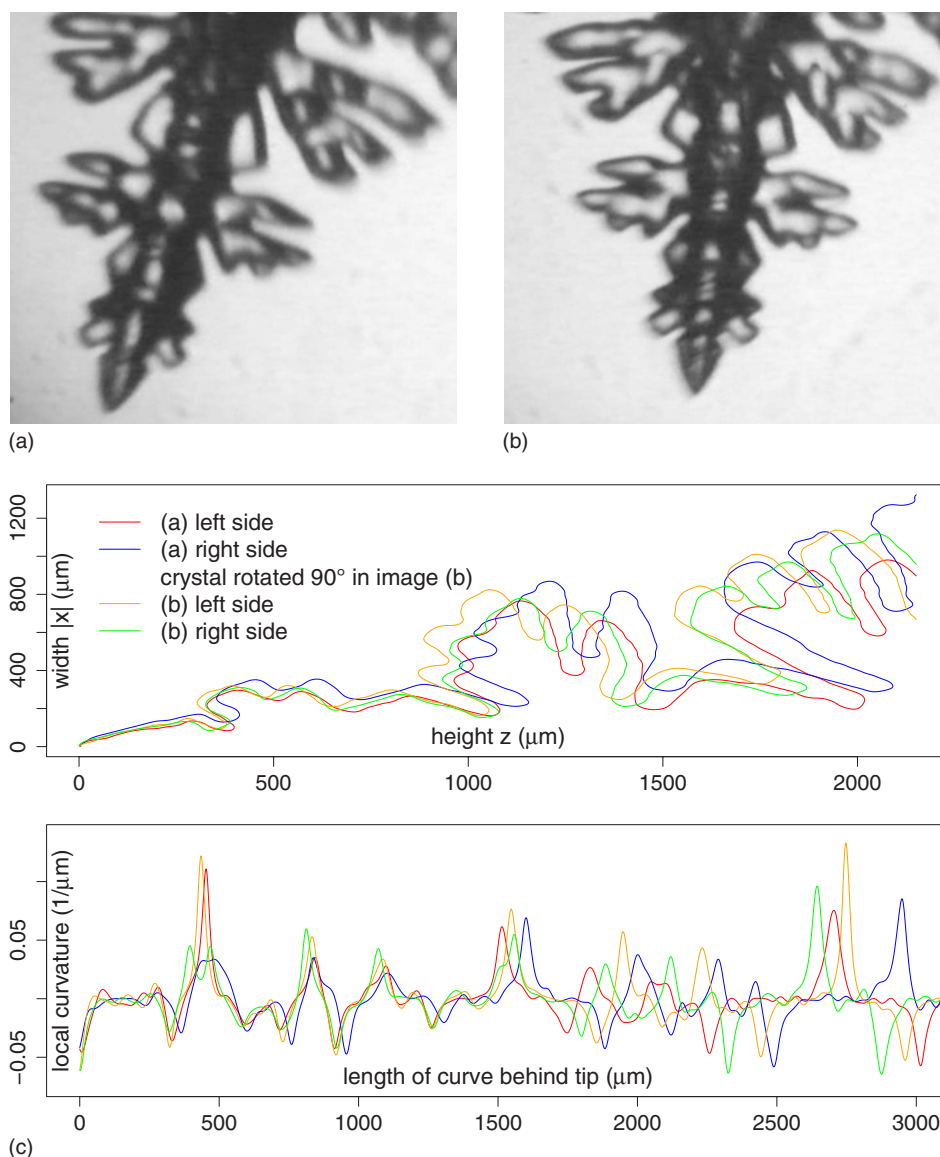 (a)
(b)
1200
800
400
0
width |x| (μm)
(a) left side
(a) right side
crystal rotated 90° in image (b)
(b) left side
(b) right side
height z (μm)
0
500
1000
1500
2000
0.05
−0.05
local curvature (1/μm)
length of curve behind tip (μm)
0
500
1000
1500
2000
2500
3000
(c)